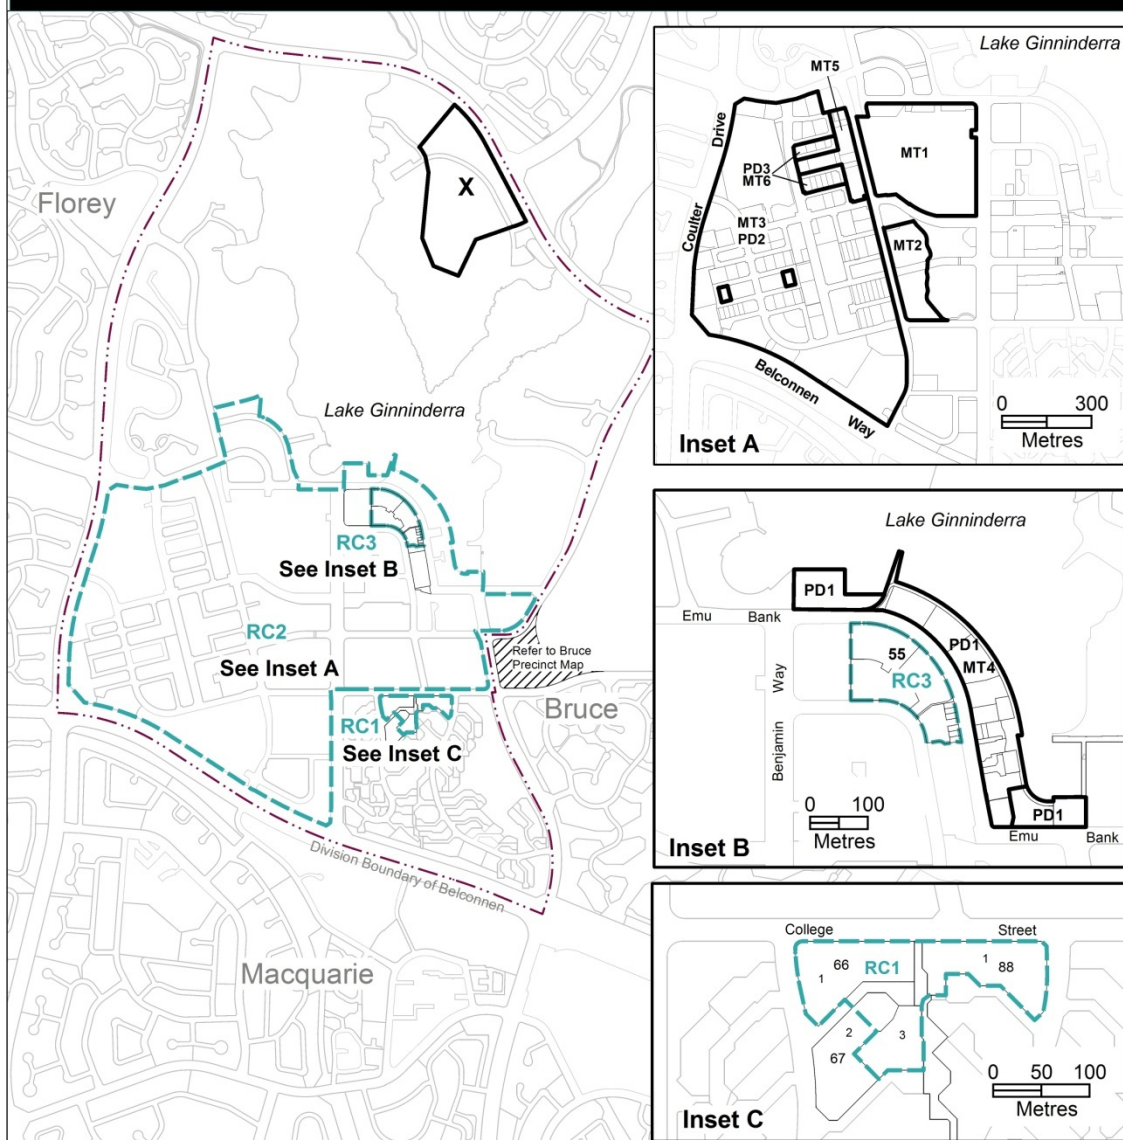 Florey
X
Lake Ginninderra
RC3
See Inset B
RC2
See Inset A
Refer to Bruce
Precinct Map
RC1
See Inset C
Bruce
Division Boundary of Belconnen
Macquarie
Lake Ginninderra
MT5
Drive
MT1
PD3
MT6
Coulter
MT3
PD2
MT2
Belconnen
Way
0 300
Metres
Inset A
Lake Ginninderra
PD1
Emu Bank
55
PD1
MT4
RC3
Way
Benjamin
0 100
Metres
PD1
Emu Bank
Inset B
College Street
66 RC1
1
1
88
2
3
67
0 50 100
Metres
Inset C